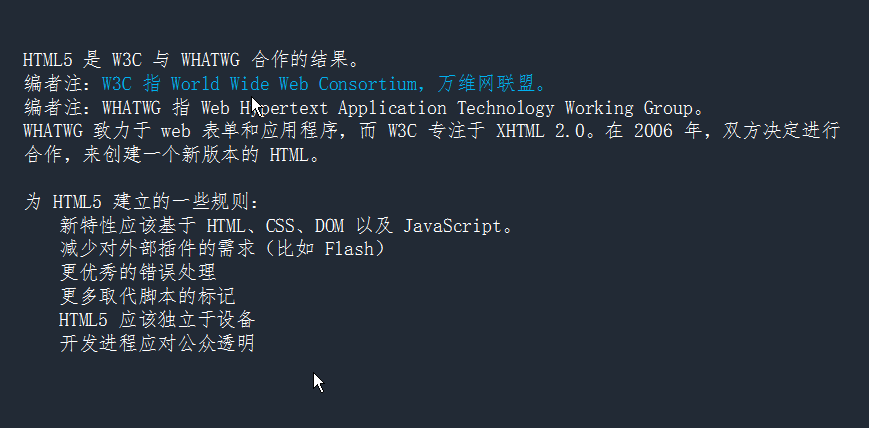 HTML5 是 W3C 与 WHATWG 合作的结果。
编者注：W3C 指 World Wide Web Consortium，万维网联盟。
编者注：WHATWG 指 Web Hypertext Application Technology Working Group。
WHATWG 致力于 web 表单和应用程序，而 W3C 专注于 XHTML 2.0。在 2006 年，双方决定进行
合作，来创建一个新版本的 HTML。
为 HTML5 建立的一些规则：
新特性应该基于 HTML、CSS、DOM 以及 JavaScript。
减少对外部插件的需求（比如 Flash）
更优秀的错误处理
更多取代脚本的标记
HTML5 应该独立于设备
开发进程应对公众透明